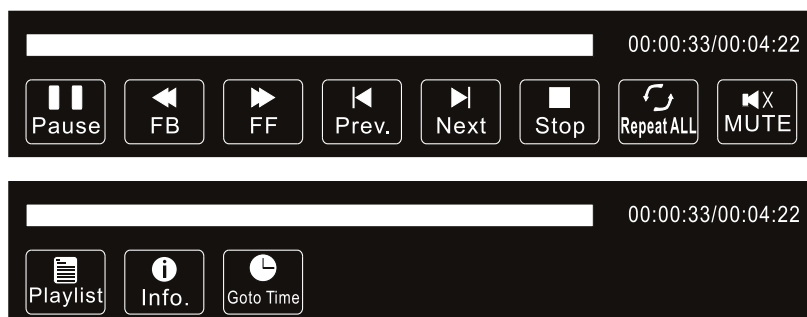 00:00:33/00:04:22
Pause FB FF Prev. Next Stop Repeat ALL MUTE
00:00:33/00:04:22
Playlist Info. Goto Time